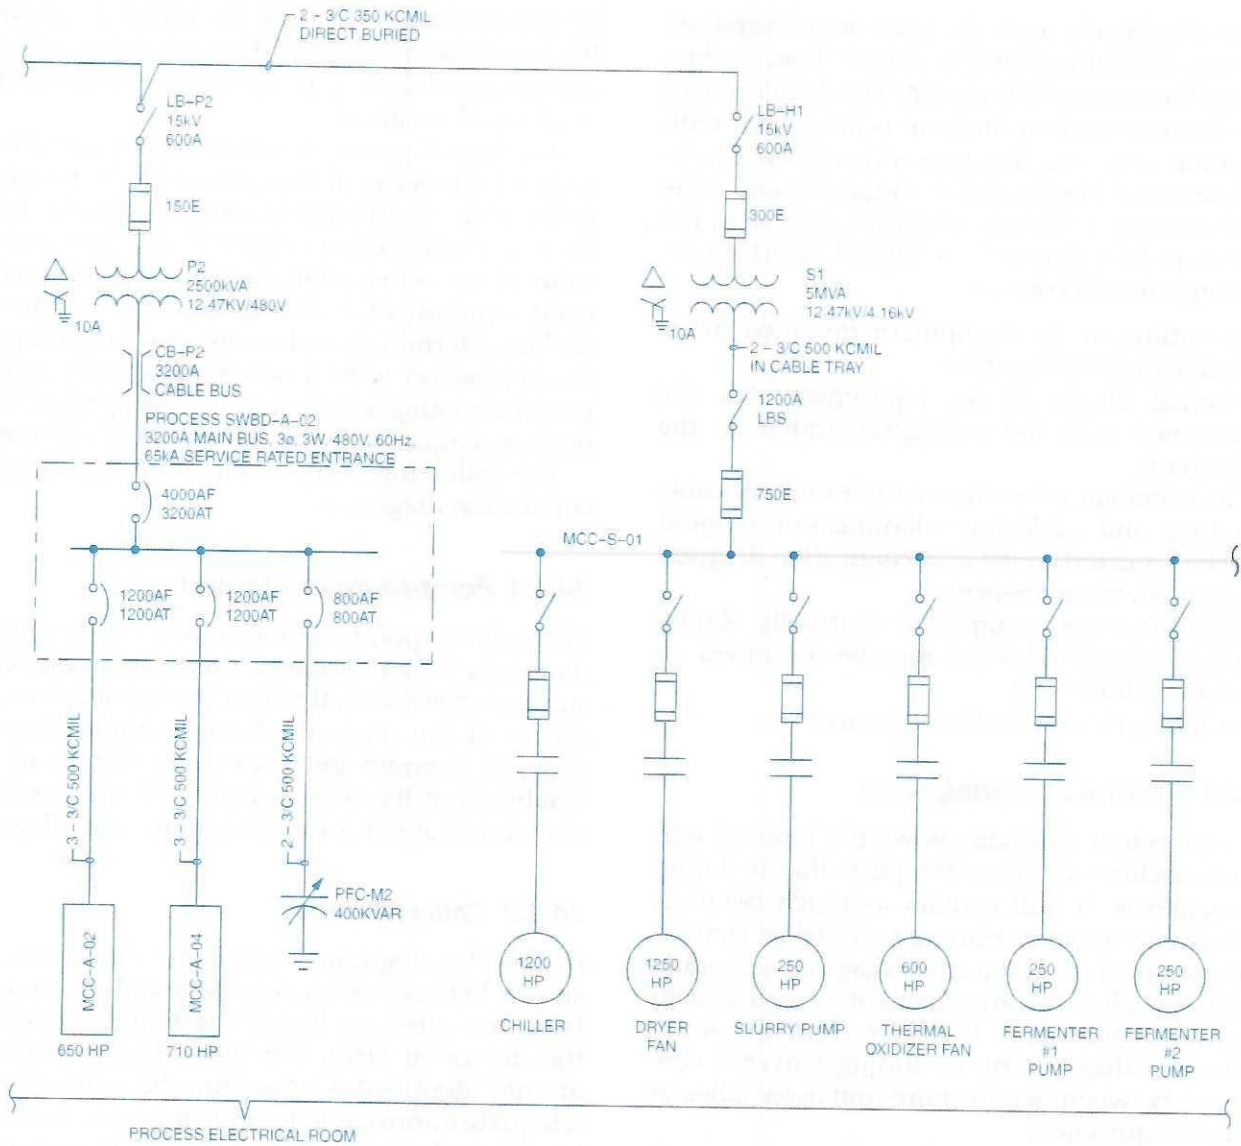 2 - 3/C 350 KCMIL
DIRECT BURIED
LB-P2
15kV
600A
LB-H1
15kV
600A
150E
300E
P2
2500kVA
12.47KV/480V
10A
S1
5MVA
12.47kV/4.16kV
10A
CB-P2
3200A
CABLE BUS
2 - 3/C 500 KCMIL
IN CABLE TRAY
1200A
LBS
PROCESS SWBD-A-02
3200A MAIN BUS, 3ø, 3W, 480V, 60Hz,
65kA SERVICE RATED ENTRANCE
4000AF
3200AT
750E
MCC-S-01
1200AF
1200AT
1200AF
1200AT
800AF
800AT
3 - 3/C 500 KCMIL
3 - 3/C 500 KCMIL
2 - 3/C 500 KCMIL
PFC-M2
400KVAR
MCC-A-02
MCC-A-04
650 HP
710 HP
1200
HP
1250
HP
250
HP
600
HP
250
HP
250
HP
CHILLER
DRYER
FAN
SLURRY PUMP
THERMAL
OXIDIZER FAN
FERMENTER
#1
PUMP
FERMENTER
#2
PUMP
PROCESS ELECTRICAL ROOM